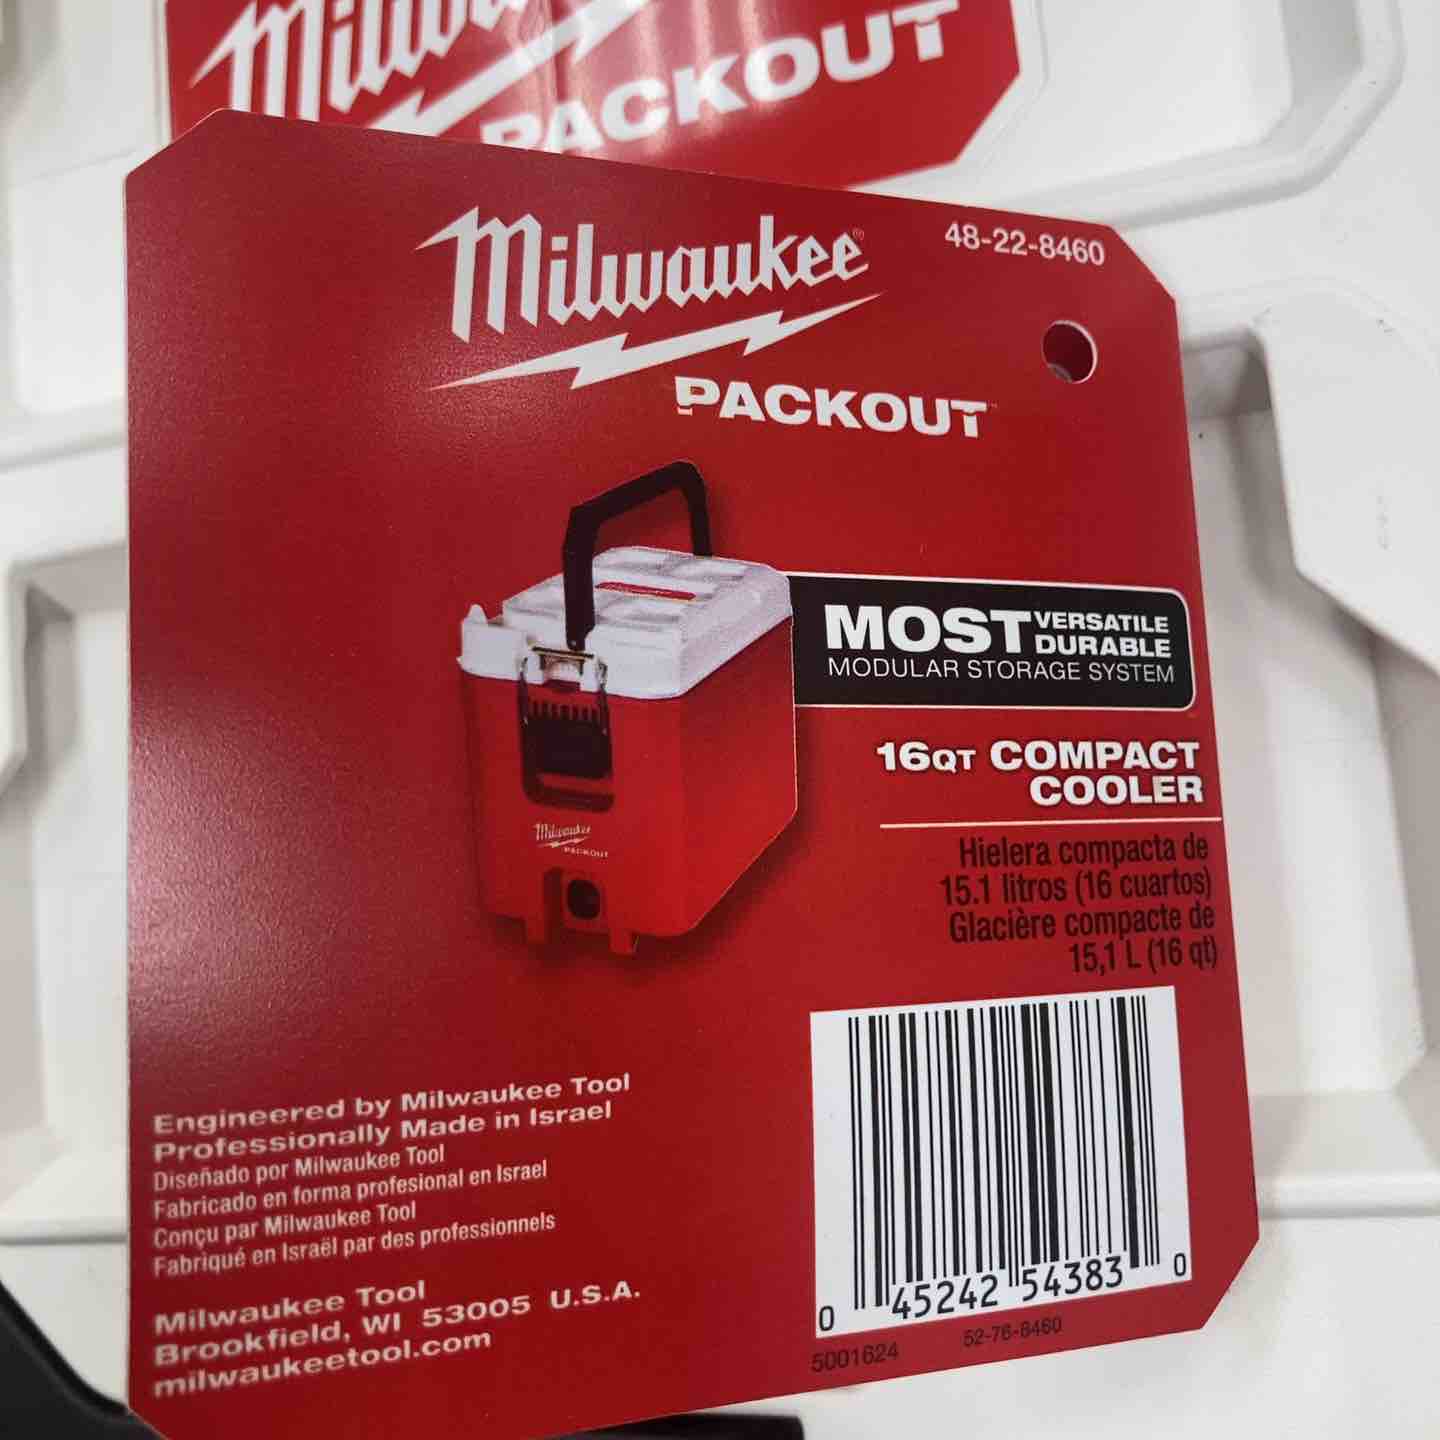 Milwaukee
PACKOUT
Milwaukee®
PACKOUT™
48-22-8460
MOST VERSATILE
DURABLE
MODULAR STORAGE SYSTEM
16QT COMPACT
COOLER
Hielera compacta de
15.1 litros (16 cuartos)
Glacière compacte de
15,1 L (16 qt)
Milwaukee
PACKOUT
Engineered by Milwaukee Tool
Professionally Made in Israel
Diseñado por Milwaukee Tool
Fabricado en forma profesional en Israel
Conçu par Milwaukee Tool
Fabriqué en Israël par des professionnels
Milwaukee Tool
Brookfield, WI 53005 U.S.A.
milwaukeetool.com
0 45242 54383 0
5001624 52-76-8460